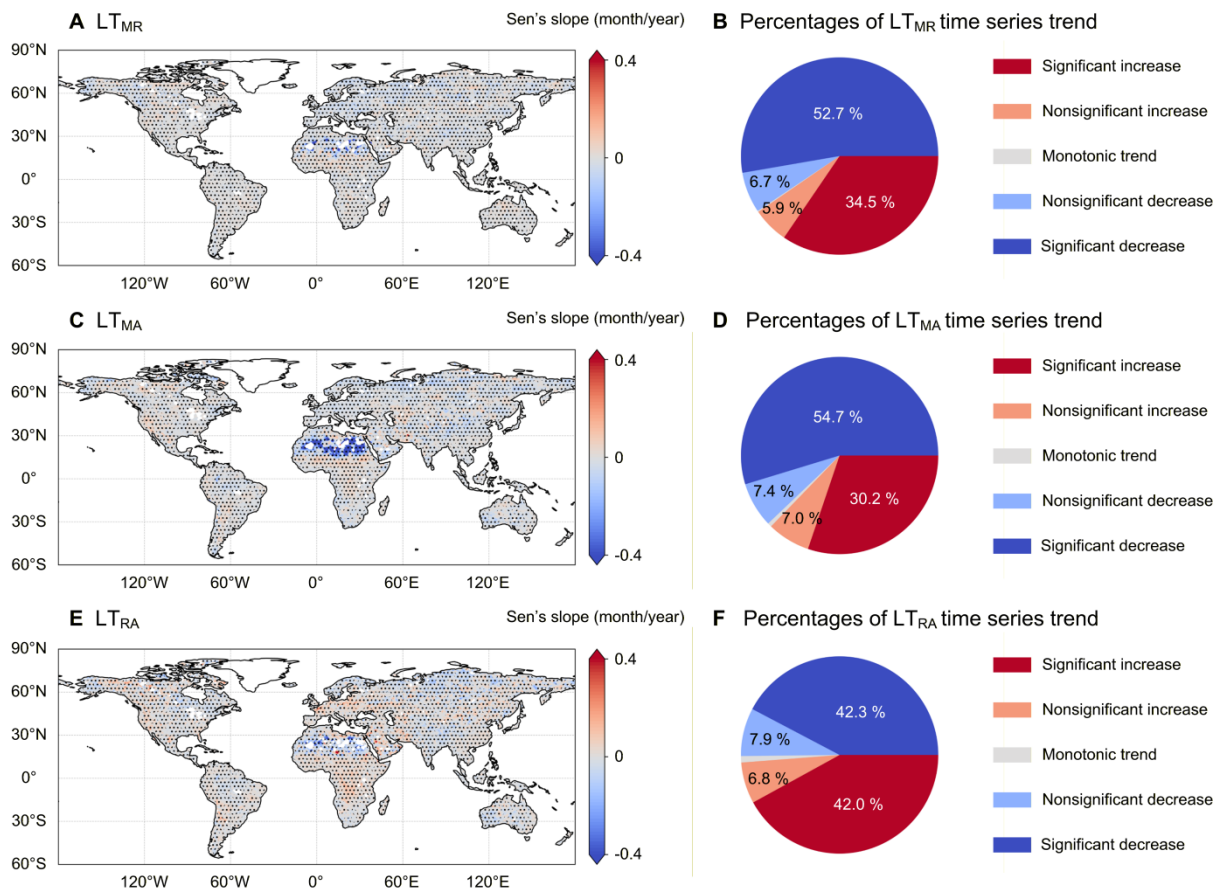 A LT_MR
Sen's slope (month/year)
B Percentages of LT_MR time series trend
90°N
60°N
30°N
0°
30°S
60°S
120°W 60°W 0° 60°E 120°E
0.4
0
-0.4
52.7 %
6.7 %
5.9 %
34.5 %
Significant increase
Nonsignificant increase
Monotonic trend
Nonsignificant decrease
Significant decrease
C LT_MA
Sen's slope (month/year)
D Percentages of LT_MA time series trend
90°N
60°N
30°N
0°
30°S
60°S
120°W 60°W 0° 60°E 120°E
0.4
0
-0.4
54.7 %
7.4 %
7.0 %
30.2 %
Significant increase
Nonsignificant increase
Monotonic trend
Nonsignificant decrease
Significant decrease
E LT_RA
Sen's slope (month/year)
F Percentages of LT_RA time series trend
90°N
60°N
30°N
0°
30°S
60°S
120°W 60°W 0° 60°E 120°E
0.4
0
-0.4
42.3 %
7.9 %
6.8 %
42.0 %
Significant increase
Nonsignificant increase
Monotonic trend
Nonsignificant decrease
Significant decrease